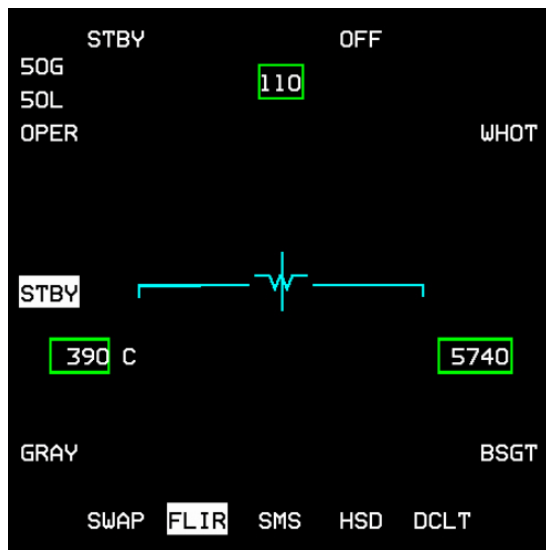 STBY OFF
50G
110
50L
OPER WHOT
STBY
390 C 5740
GRAY BSGT
SWAP FLIR SMS HSD DCLT